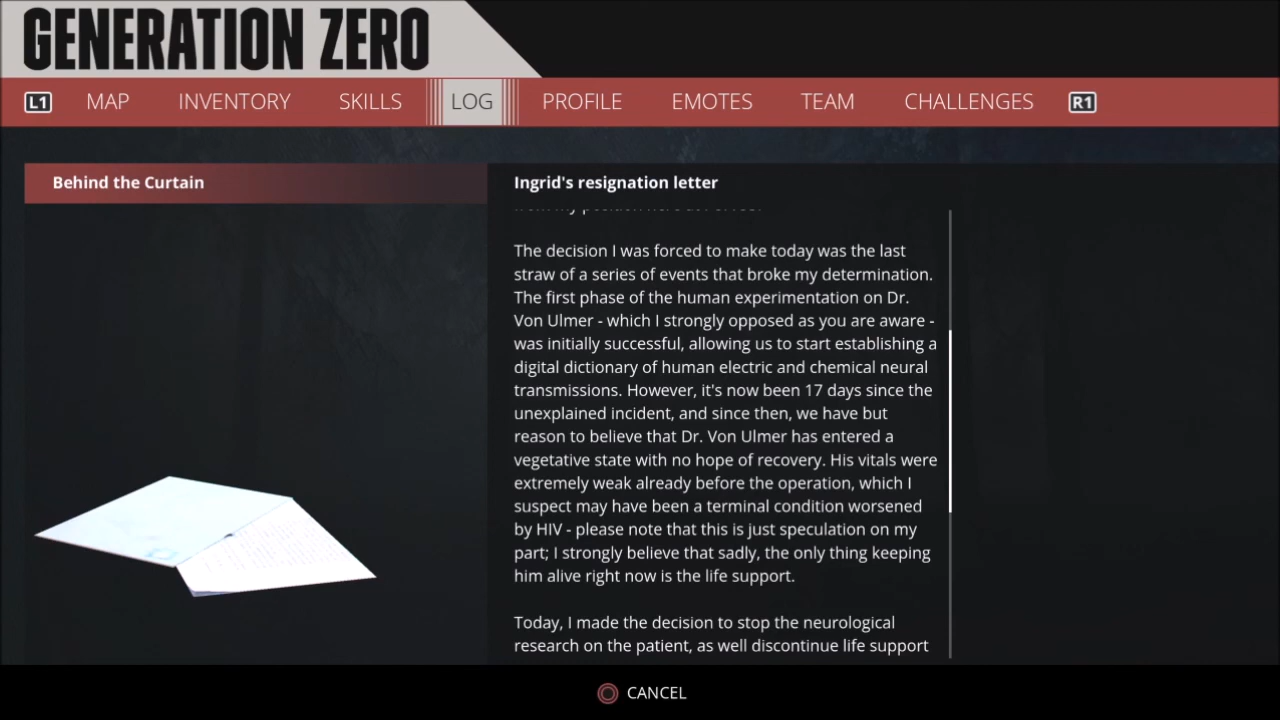 GENERATION ZERO
L1 MAP INVENTORY SKILLS LOG PROFILE EMOTES TEAM CHALLENGES R1
Behind the Curtain
Ingrid's resignation letter
The decision I was forced to make today was the last
straw of a series of events that broke my determination.
The first phase of the human experimentation on Dr.
Von Ulmer - which I strongly opposed as you are aware -
was initially successful, allowing us to start establishing a
digital dictionary of human electric and chemical neural
transmissions. However, it's now been 17 days since the
unexplained incident, and since then, we have but
reason to believe that Dr. Von Ulmer has entered a
vegetative state with no hope of recovery. His vitals were
extremely weak already before the operation, which I
suspect may have been a terminal condition worsened
by HIV - please note that this is just speculation on my
part; I strongly believe that sadly, the only thing keeping
him alive right now is the life support.
Today, I made the decision to stop the neurological
research on the patient, as well discontinue life support
CANCEL